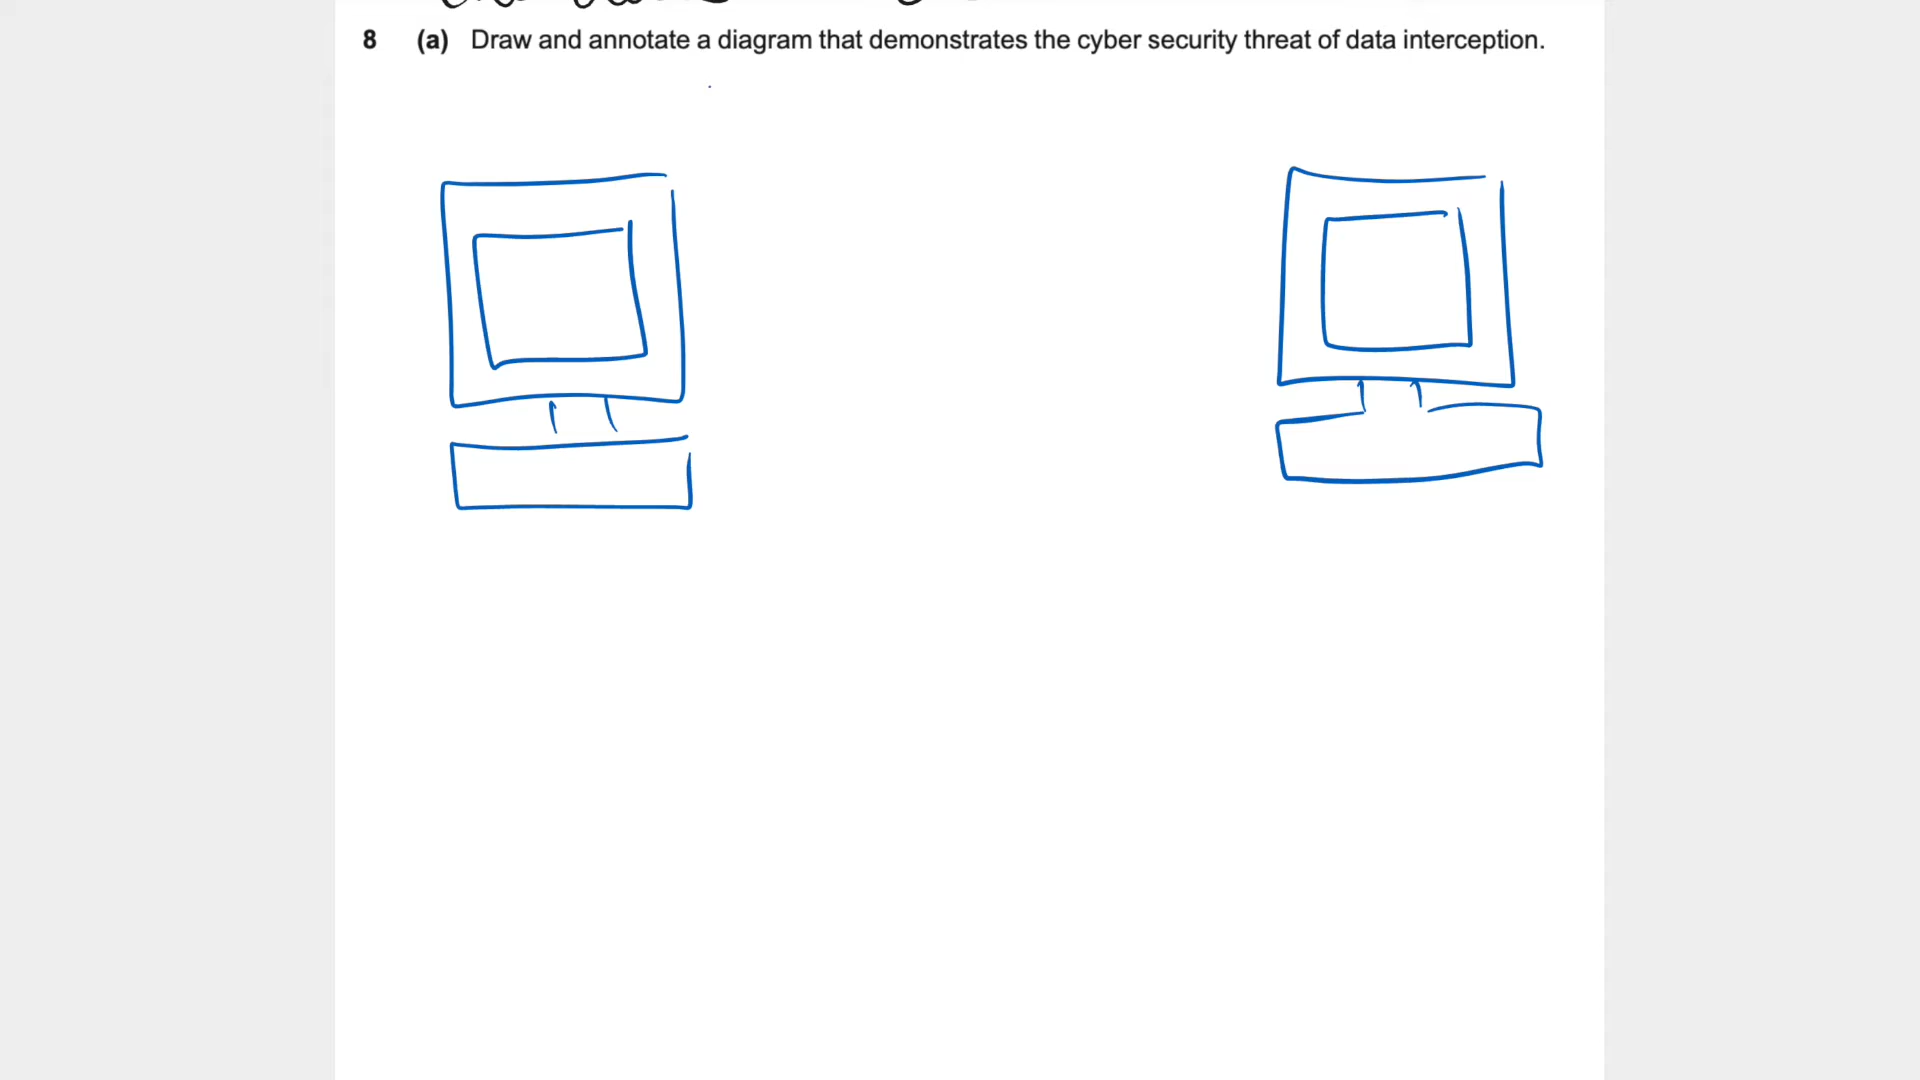 8 (a) Draw and annotate a diagram that demonstrates the cyber security threat of data interception.